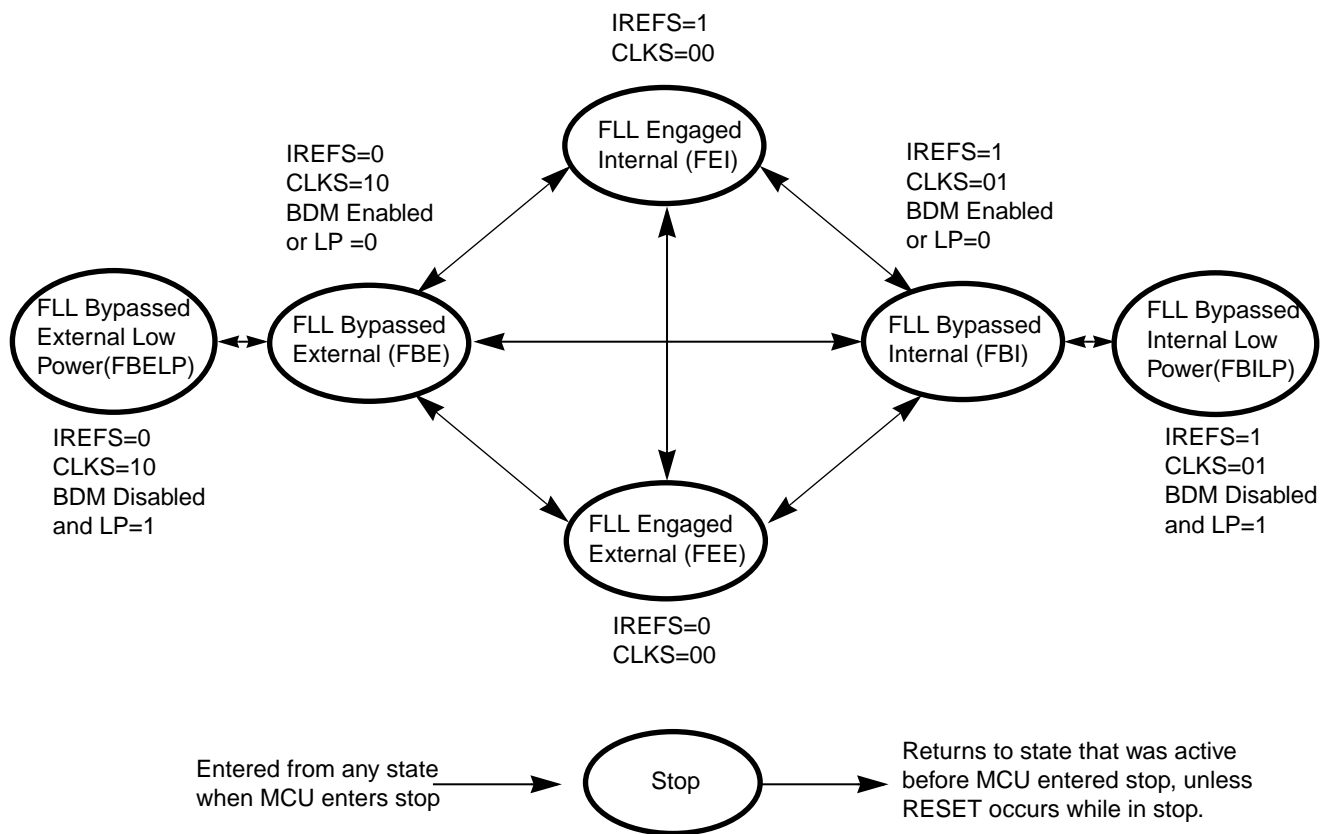 IREFS=1
CLKS=00
FLL Engaged
Internal (FEI)
IREFS=0
CLKS=10
BDM Enabled
or LP =0
IREFS=1
CLKS=01
BDM Enabled
or LP=0
FLL Bypassed
External Low
Power(FBELP)
FLL Bypassed
External (FBE)
FLL Bypassed
Internal (FBI)
FLL Bypassed
Internal Low
Power(FBILP)
IREFS=0
CLKS=10
BDM Disabled
and LP=1
IREFS=1
CLKS=01
BDM Disabled
and LP=1
FLL Engaged
External (FEE)
IREFS=0
CLKS=00
Entered from any state
when MCU enters stop
Stop
Returns to state that was active
before MCU entered stop, unless
RESET occurs while in stop.